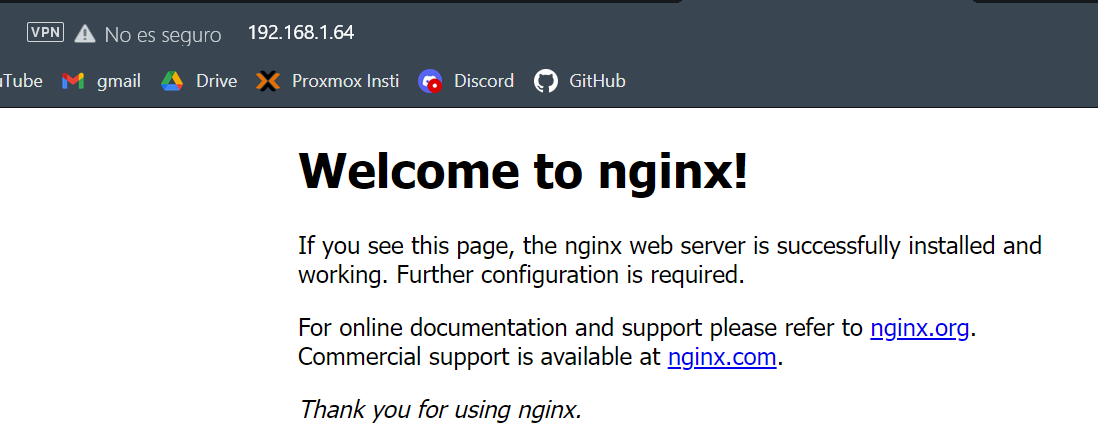 VPN No es seguro 192.168.1.64
gmail Drive Proxmox Insti Discord GitHub
Welcome to nginx!
If you see this page, the nginx web server is successfully installed and
working. Further configuration is required.
For online documentation and support please refer to nginx.org.
Commercial support is available at nginx.com.
Thank you for using nginx.